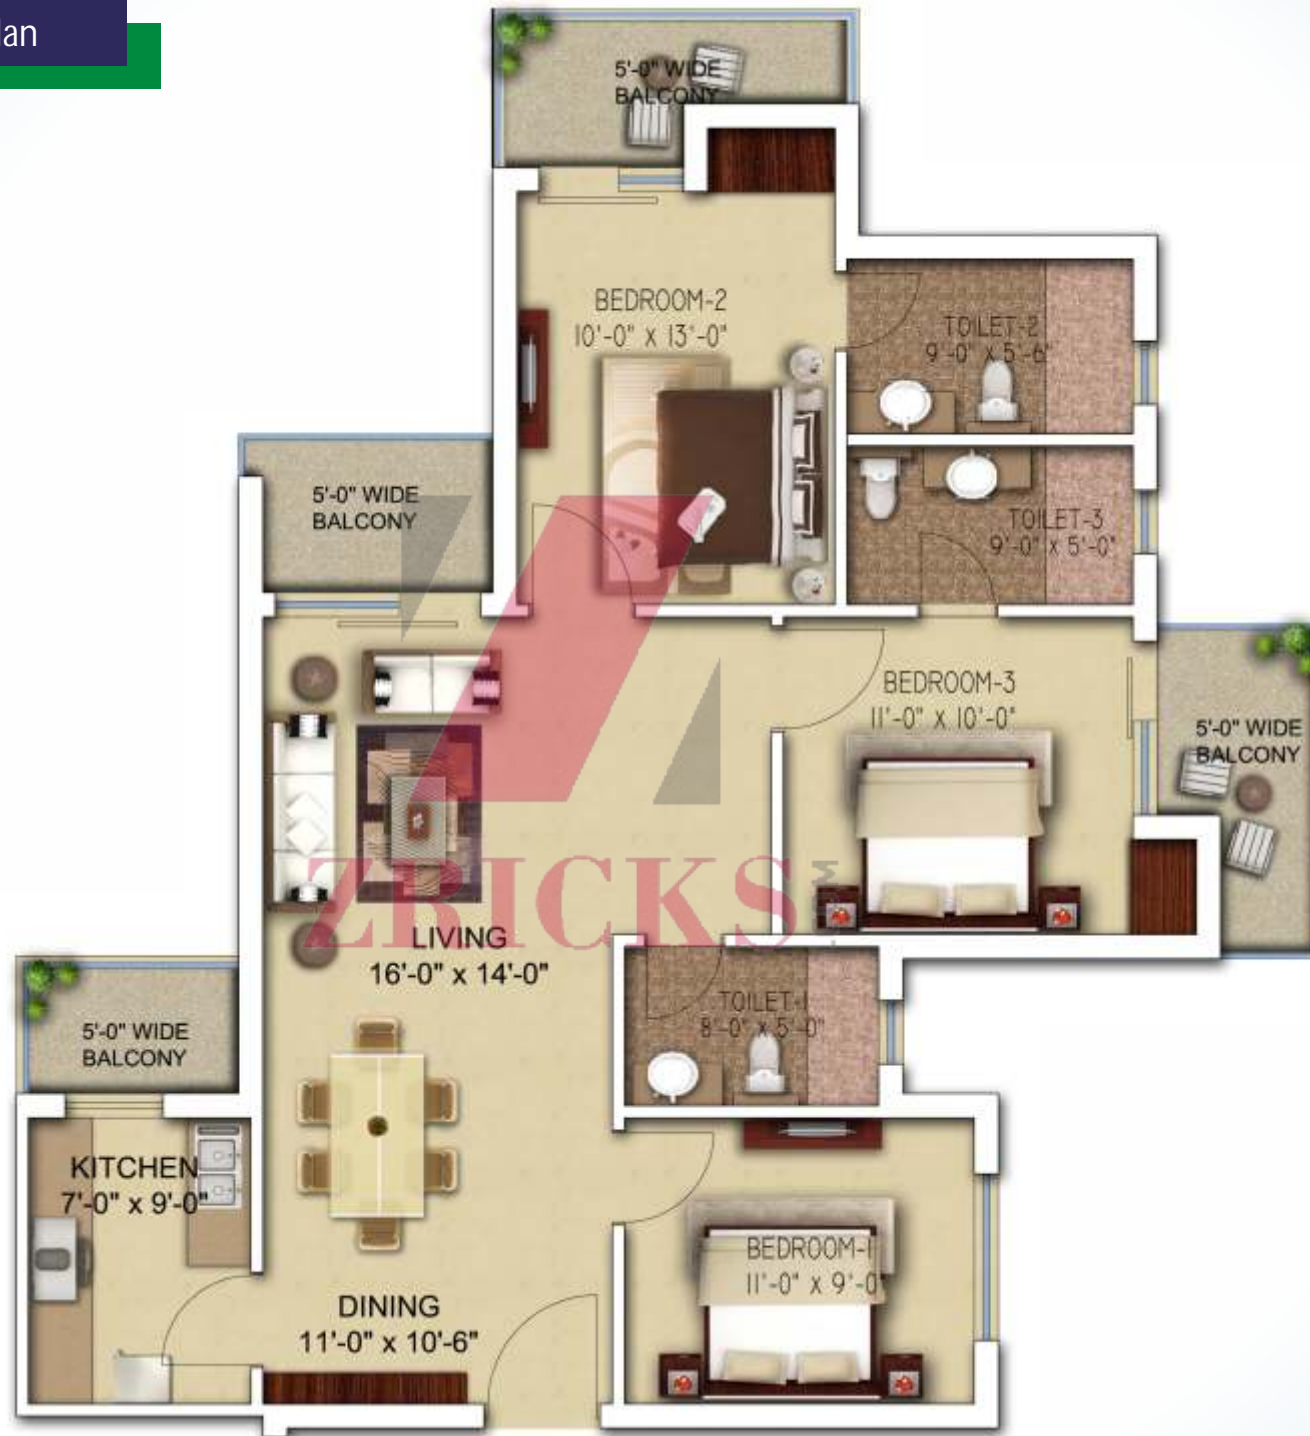 lan
5'-0" WIDE
BALCONY
BEDROOM-2
10'-0" x 13'-0"
TOILET-2
9'-0" x 5'-6"
5'-0" WIDE
BALCONY
TOILET-3
9'-0" x 5'-0"
BEDROOM-3
11'-0" x 10'-0"
5'-0" WIDE
BALCONY
ZBICKS
LIVING
16'-0" x 14'-0"
TOILET-1
8'-0" x 5'-0"
5'-0" WIDE
BALCONY
KITCHEN
7'-0" x 9'-0"
BEDROOM-1
11'-0" x 9'-0"
DINING
11'-0" x 10'-6"